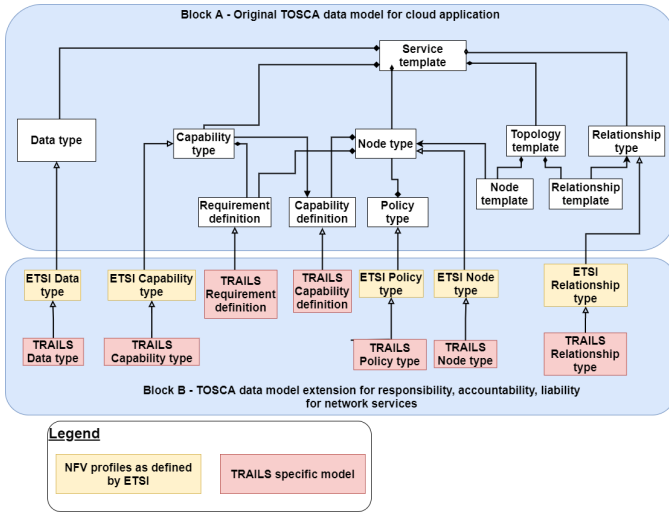 Block A - Original TOSCA data model for cloud application
Service
template
Data type
Capability
type
Node type
Topology
template
Relationship
type
Requirement
definition
Capability
definition
Policy
type
Node
template
Relationship
template
ETSI Data
type
ETSI Capability
type
TRAILS
Requirement
definition
TRAILS
Capability
definition
ETSI Policy
type
ETSI Node
type
ETSI
Relationship
type
TRAILS
Data type
TRAILS
Capability type
TRAILS
Policy type
TRAILS
Node type
TRAILS
Relationship
type
Block B - TOSCA data model extension for responsibility, accountability, liability
for network services
Legend
NFV profiles as defined
by ETSI
TRAILS specific model